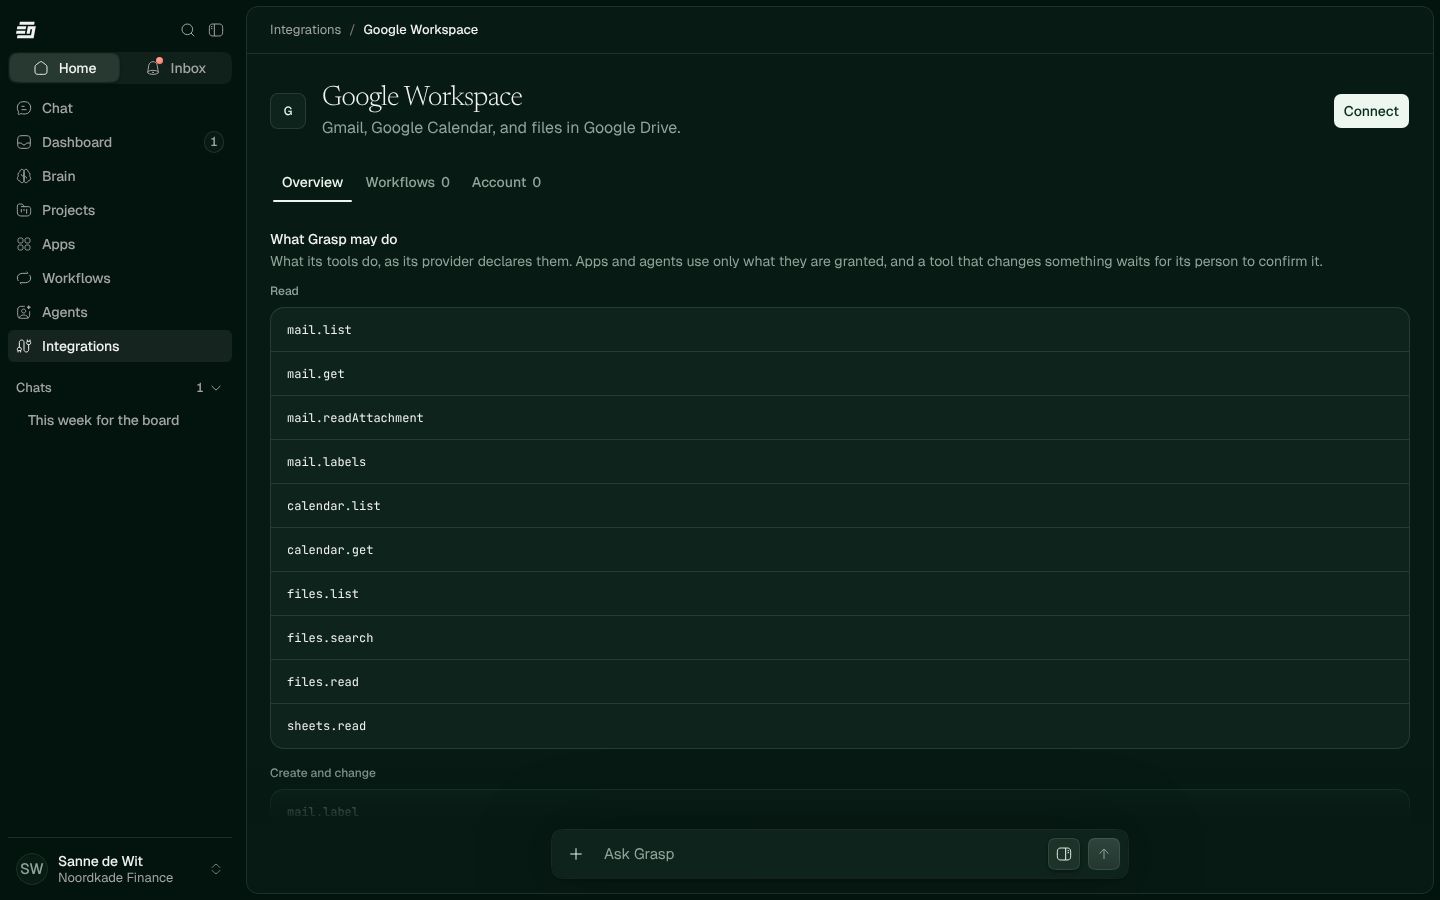 Home
Inbox
Chat
Dashboard 1
Brain
Projects
Apps
Workflows
Agents
Integrations
Chats 1
This week for the board
SW
Sanne de Wit
Noordkade Finance
Integrations / Google Workspace
G
Google Workspace
Gmail, Google Calendar, and files in Google Drive.
Connect
Overview Workflows 0 Account 0
What Grasp may do
What its tools do, as its provider declares them. Apps and agents use only what they are granted, and a tool that changes something waits for its person to confirm it.
Read
mail.list
mail.get
mail.readAttachment
mail.labels
calendar.list
calendar.get
files.list
files.search
files.read
sheets.read
Create and change
mail.label
Ask Grasp